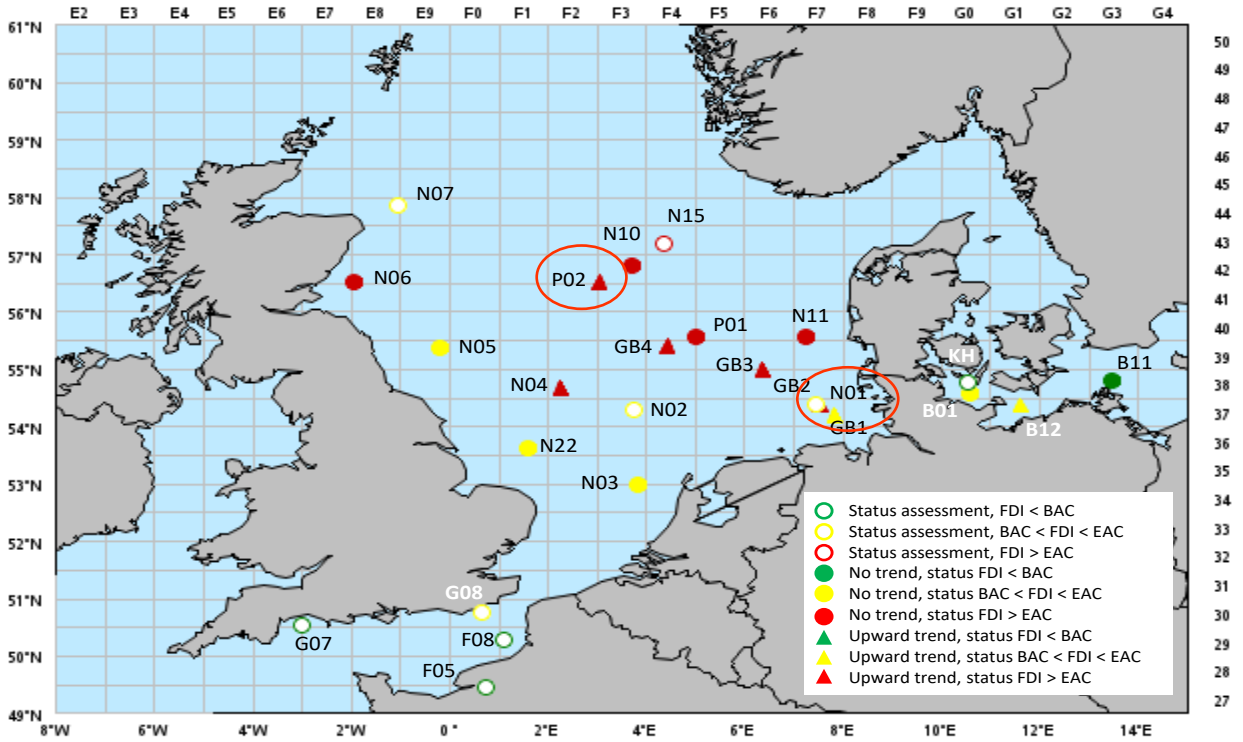 E2 E3 E4 E5 E6 E7 E8 E9 F0 F1 F2 F3 F4 F5 F6 F7 F8 F9 G0 G1 G2 G3 G4
61°N
50
60°N
49
48
59°N
47
46
58°N
N07
45
44
N15
N10
57°N
43
P02
42
N06
56°N
41
P01
N11
40
N05
GB4
KH
B11
39
55°N
GB3
N04
GB2
N01
38
N02
B01
37
54°N
GB1
B12
N22
36
N03
35
53°N
34
33
52°N
32
31
51°N
G08
30
G07
F08
29
50°N
F05
28
27
49°N
Status assessment, FDI < BAC
Status assessment, BAC < FDI < EAC
Status assessment, FDI > EAC
No trend, status FDI < BAC
No trend, status BAC < FDI < EAC
No trend, status FDI > EAC
Upward trend, status FDI < BAC
Upward trend, status BAC < FDI < EAC
Upward trend, status FDI > EAC
8°W 6°W 4°W 2°W 0° 2°E 4°E 6°E 8°E 10°E 12°E 14°E